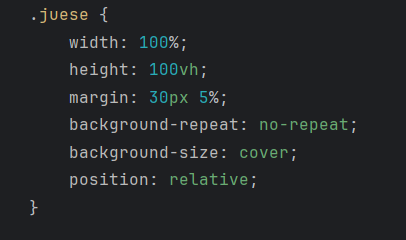 .juese {
    width: 100%;
    height: 100vh;
    margin: 30px 5%;
    background-repeat: no-repeat;
    background-size: cover;
    position: relative;
}